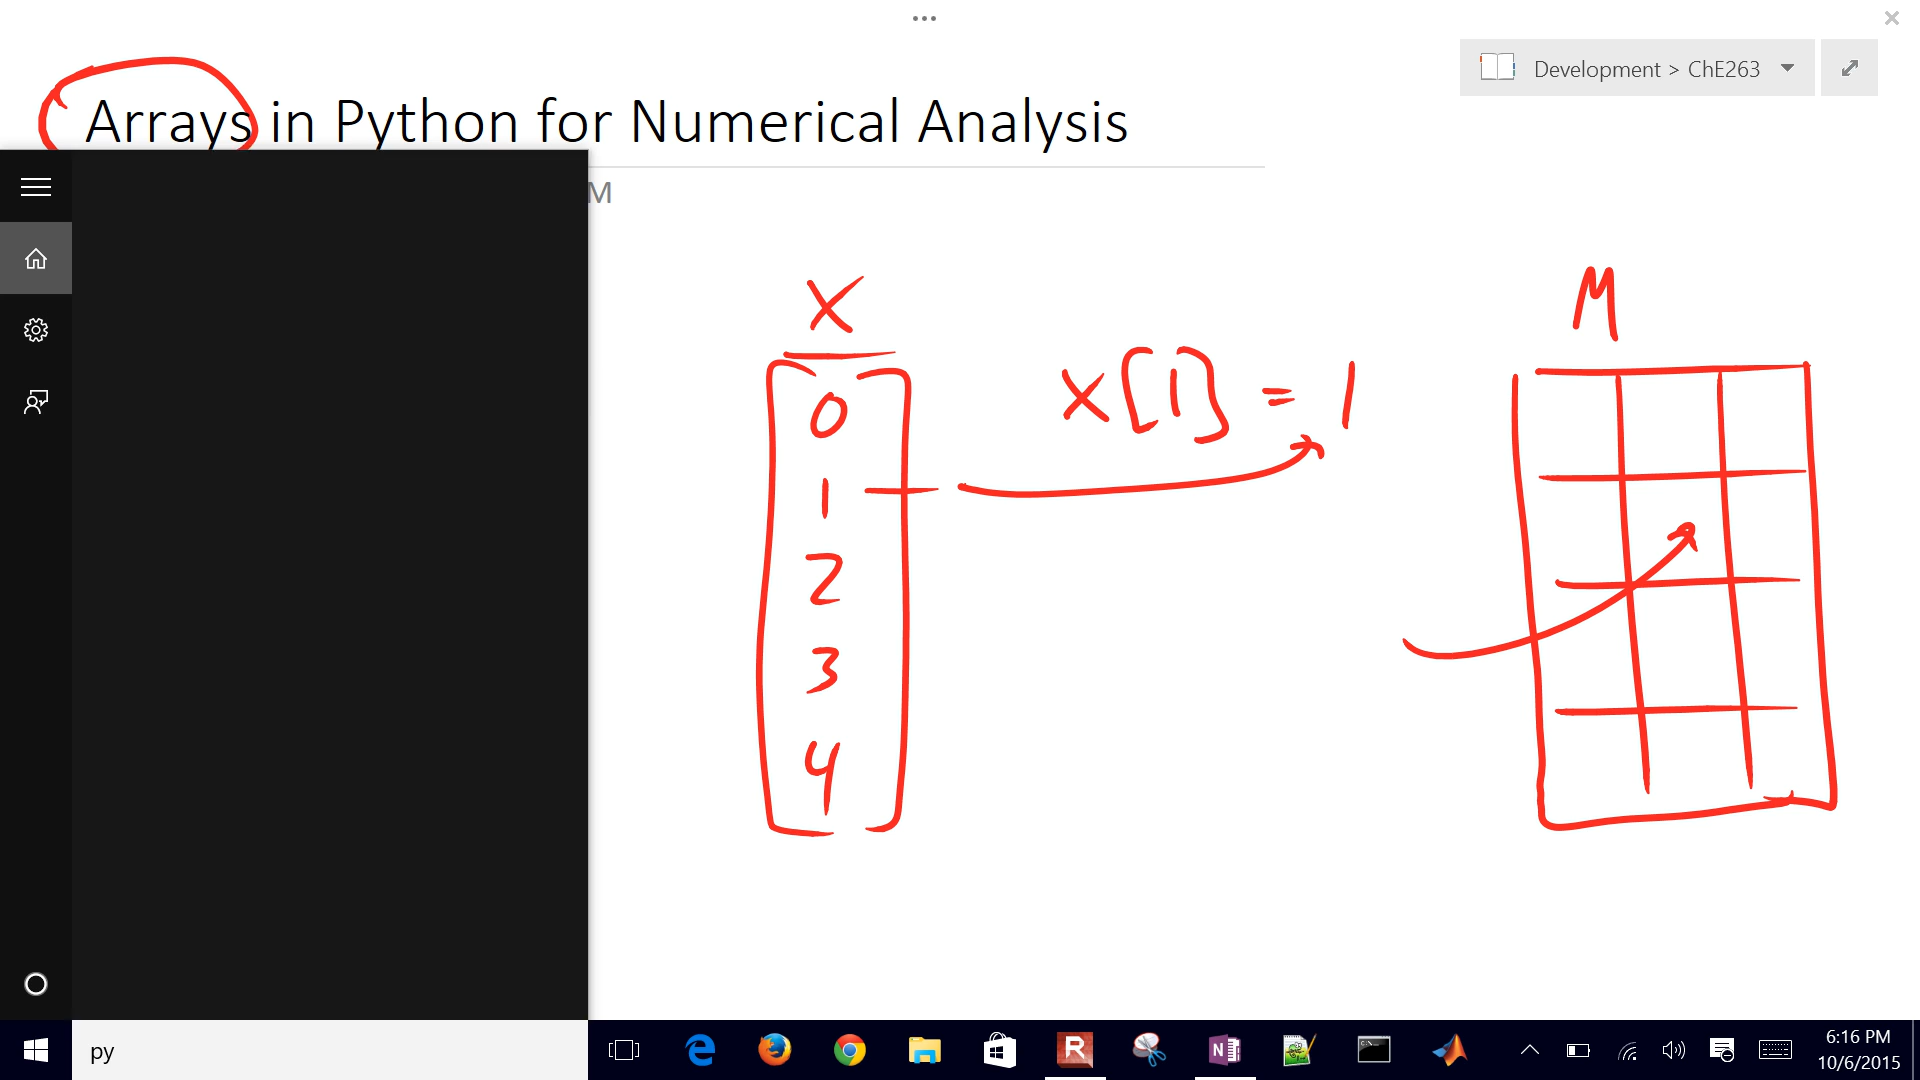 Development > ChE263
Arrays in Python for Numerical Analysis
M
X
M
0
x[1] = 1
1
2
3
4
py
6:16 PM
10/6/2015